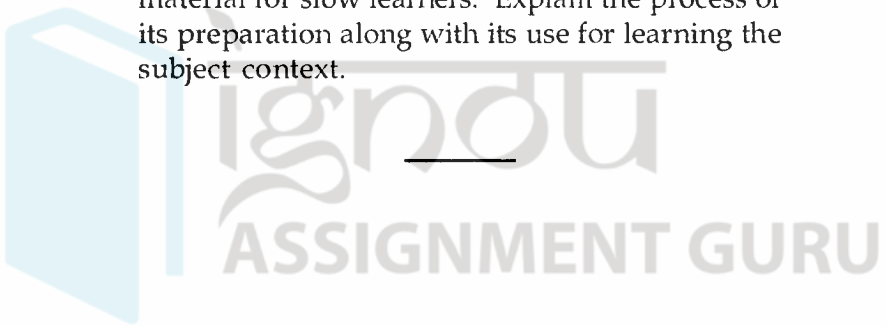 material for slow learners. Explain the process of
its preparation along with its use for learning the
subject context.
ignou
ASSIGNMENT GURU